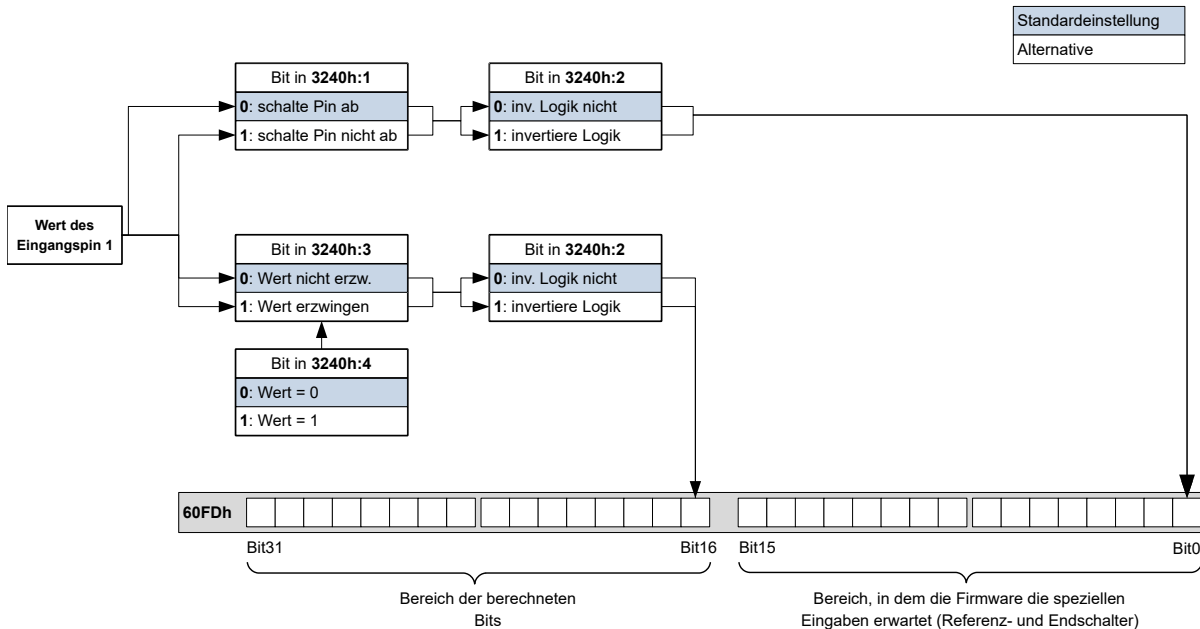 Standardeinstellung
Alternative
Bit in 3240h:1
0: schalte Pin ab
1: schalte Pin nicht ab
Bit in 3240h:2
0: inv. Logik nicht
1: invertiere Logik
Wert des
Eingangspin 1
Bit in 3240h:3
0: Wert nicht erzw.
1: Wert erzwingen
Bit in 3240h:2
0: inv. Logik nicht
1: invertiere Logik
Bit in 3240h:4
0: Wert = 0
1: Wert = 1
60FDh
Bit31
Bit16
Bit15
Bit0
Bereich der berechneten
Bits
Bereich, in dem die Firmware die speziellen
Eingaben erwartet (Referenz- und Endschalter)